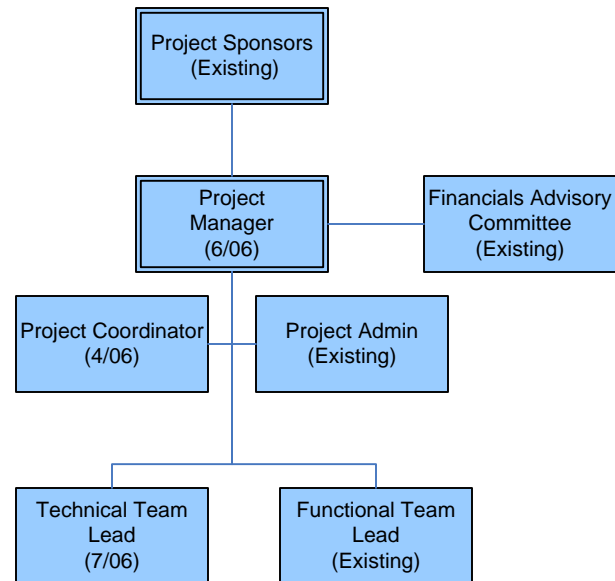 Project Sponsors
(Existing)
Project
Manager
(6/06)
Financials Advisory
Committee
(Existing)
Project Coordinator
(4/06)
Project Admin
(Existing)
Technical Team
Lead
(7/06)
Functional Team
Lead
(Existing)